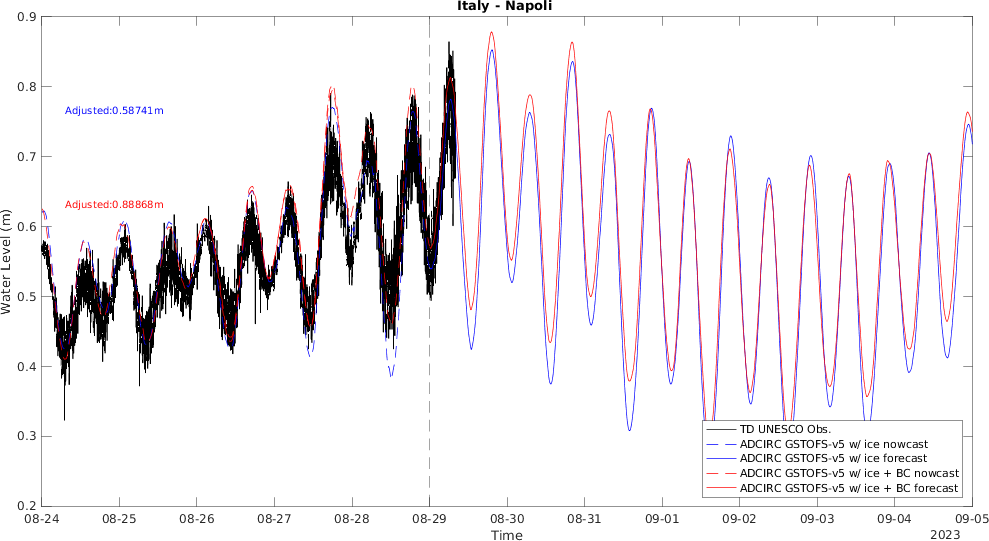 Italy - Napoli
0.9
0.8
0.7
0.6
0.5
0.4
0.3
0.2
Water Level (m)
Adjusted:0.58741m
Adjusted:0.88868m
TD UNESCO Obs.
ADCIRC GSTOFS-v5 w/ ice nowcast
ADCIRC GSTOFS-v5 w/ ice forecast
ADCIRC GSTOFS-v5 w/ ice + BC nowcast
ADCIRC GSTOFS-v5 w/ ice + BC forecast
08-24 08-25 08-26 08-27 08-28 08-29 08-30 08-31 09-01 09-02 09-03 09-04 09-05
Time
2023